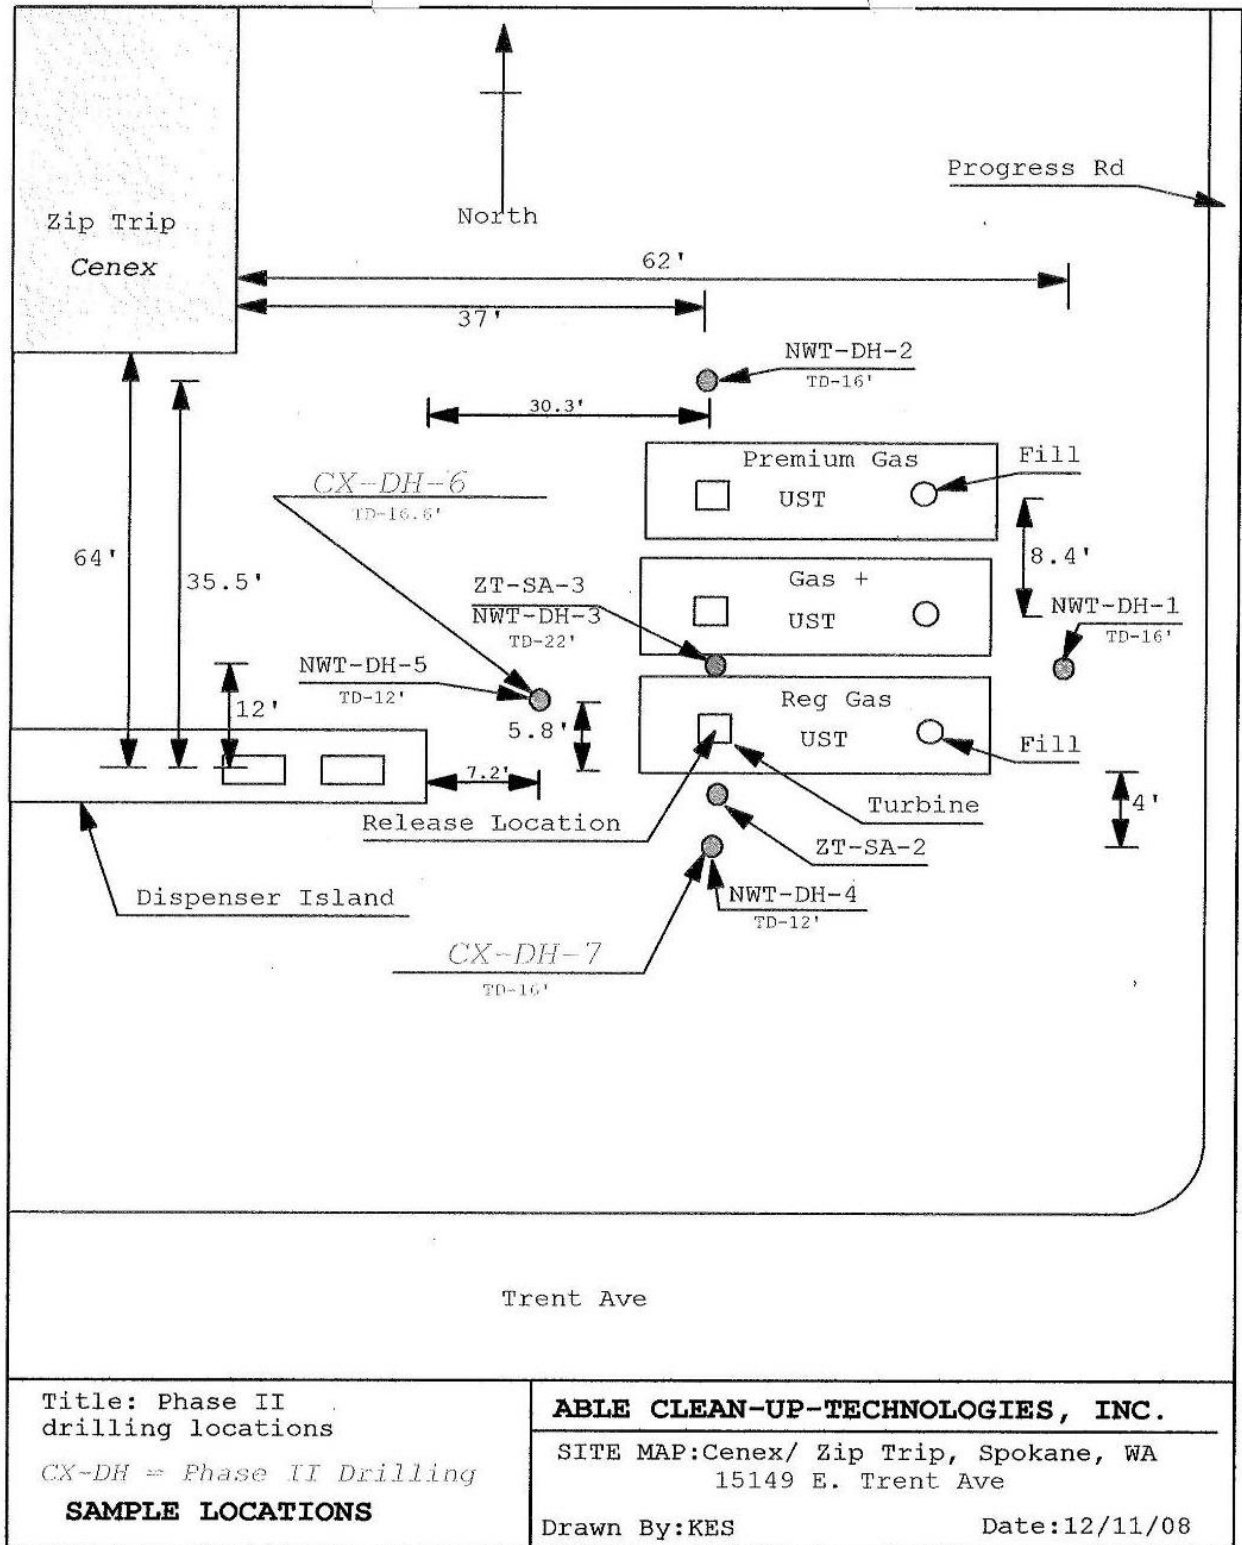 Progress Rd
Zip Trip
Cenex
North
62'
37'
NWT-DH-2
TD-16'
30.3'
Premium Gas
UST
Fill
CX-DH-6
TD-16.6'
64'
35.5'
8.4'
ZT-SA-3
NWT-DH-3
TD-22'
Gas +
UST
NWT-DH-1
TD-16'
NWT-DH-5
TD-12'
12'
5.8'
Reg Gas
UST
Fill
7.2'
Release Location
Turbine
4'
ZT-SA-2
Dispenser Island
NWT-DH-4
TD-12'
CX-DH-7
TD-16'
Trent Ave
Title: Phase II
drilling locations
CX-DH = Phase II Drilling
SAMPLE LOCATIONS
ABLE CLEAN-UP-TECHNOLOGIES, INC.
SITE MAP:Cenex/ Zip Trip, Spokane, WA
15149 E. Trent Ave
Drawn By:KES
Date:12/11/08